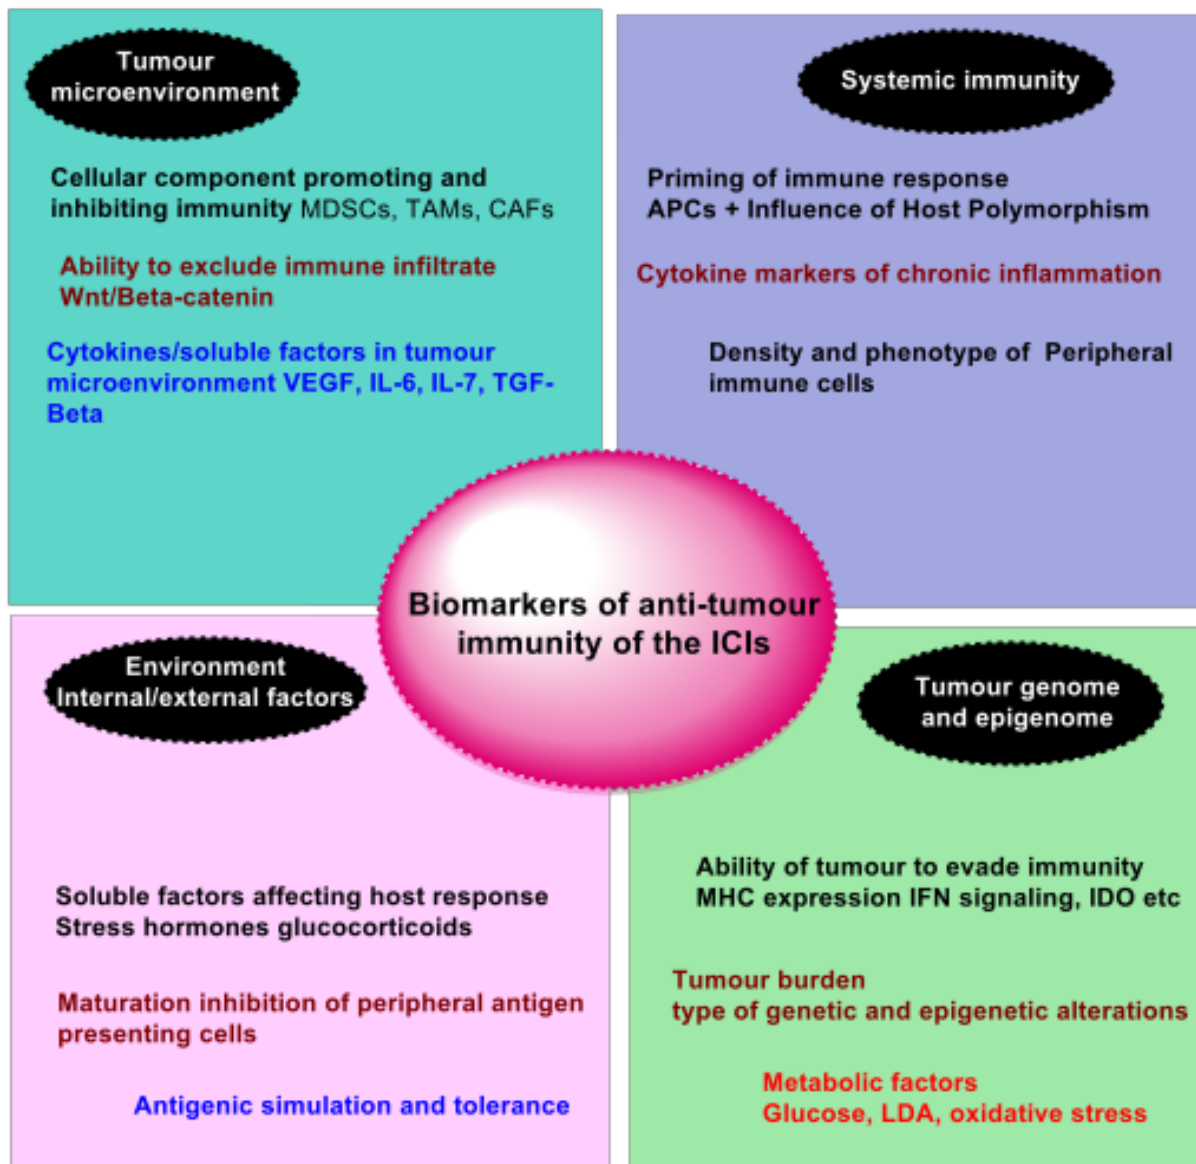 Tumour
microenvironment
Cellular component promoting and
inhibiting immunity MDSCs, TAMs, CAFs
Ability to exclude immune infiltrate
Wnt/Beta-catenin
Cytokines/soluble factors in tumour
microenvironment VEGF, IL-6, IL-7, TGF-
Beta
Systemic immunity
Priming of immune response
APCs + Influence of Host Polymorphism
Cytokine markers of chronic inflammation
Density and phenotype of Peripheral
immune cells
Biomarkers of anti-tumour
immunity of the ICIs
Environment
Internal/external factors
Soluble factors affecting host response
Stress hormones glucocorticoids
Maturation inhibition of peripheral antigen
presenting cells
Antigenic simulation and tolerance
Tumour genome
and epigenome
Ability of tumour to evade immunity
MHC expression IFN signaling, IDO etc
Tumour burden
type of genetic and epigenetic alterations
Metabolic factors
Glucose, LDA, oxidative stress